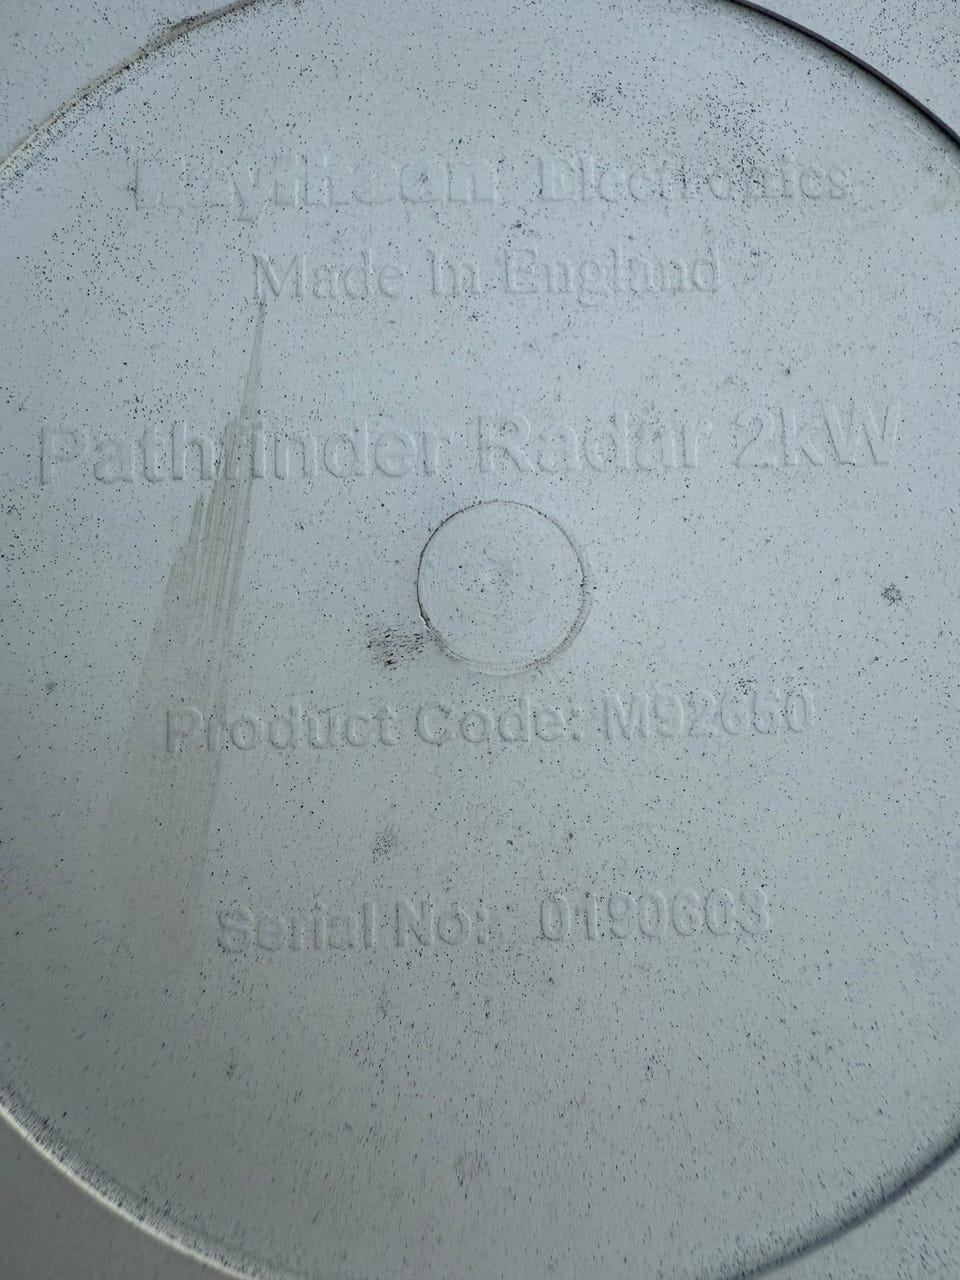 Raytheon Electronics
Made In England
Pathfinder Radar 2kW
Product Code: M92650
Serial No: 0190603